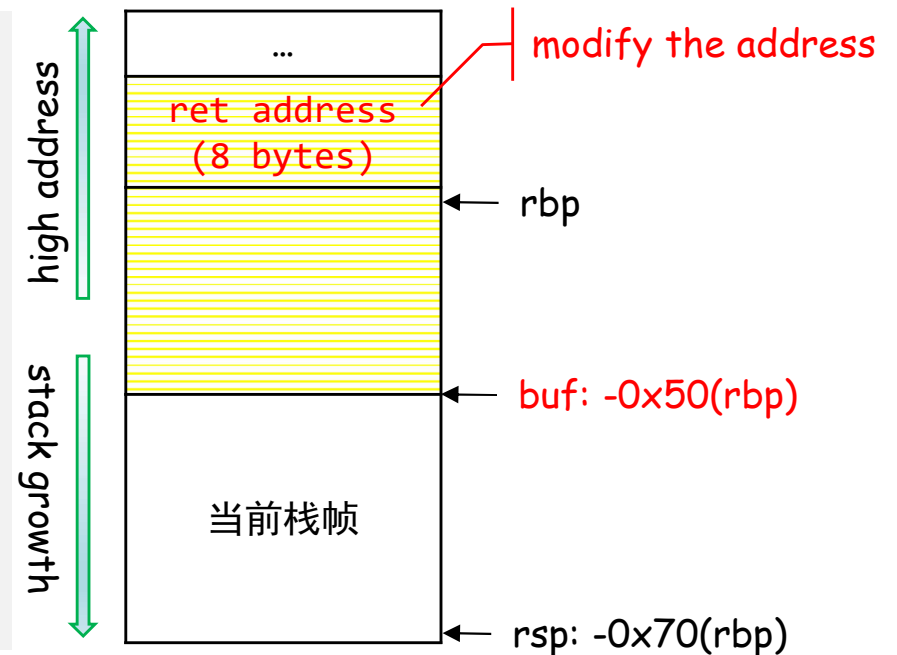 ...
modify the address
ret address
(8 bytes)
high address
rbp
buf: -0x50(rbp)
stack growth
当前栈帧
rsp: -0x70(rbp)